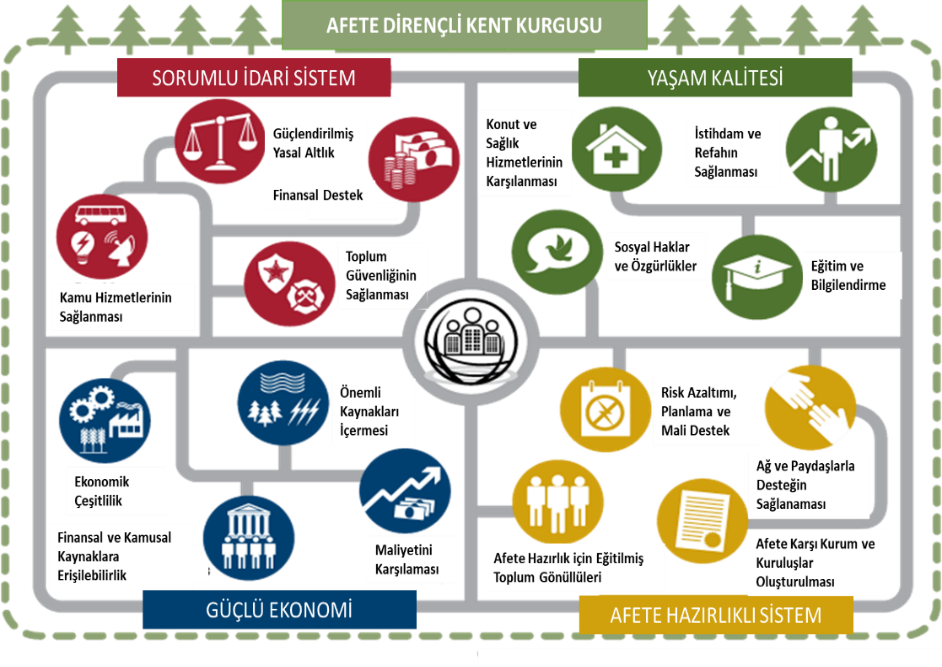 AFETE DİRENÇLİ KENT KURGUSU
SORUMLU İDARİ SİSTEM
Güçlendirilmiş
Yasal Altlık
Finansal Destek
Toplum
Güvenliğinin
Sağlanması
Kamu Hizmetlerinin
Sağlanması
YAŞAM KALİTESİ
Konut ve
Sağlık
Hizmetlerinin
Karşılanması
İstihdam ve
Refahın
Sağlanması
Sosyal Haklar
ve Özgürlükler
Eğitim ve
Bilgilendirme
Önemli
Kaynakları
İçermesi
Ekonomik
Çeşitlilik
Finansal ve Kamusal
Kaynaklara
Erişilebilirlik
Maliyetini
Karşılaması
GÜÇLÜ EKONOMİ
Risk Azaltımı,
Planlama ve
Mali Destek
Ağ ve Paydaşlarla
Desteğin
Sağlanaması
Afete Hazırlık için Eğitilmiş
Toplum Gönüllüleri
Afete Karşı Kurum ve
Kuruluşlar
Oluşturulması
AFETE HAZIRLIKLI SİSTEM